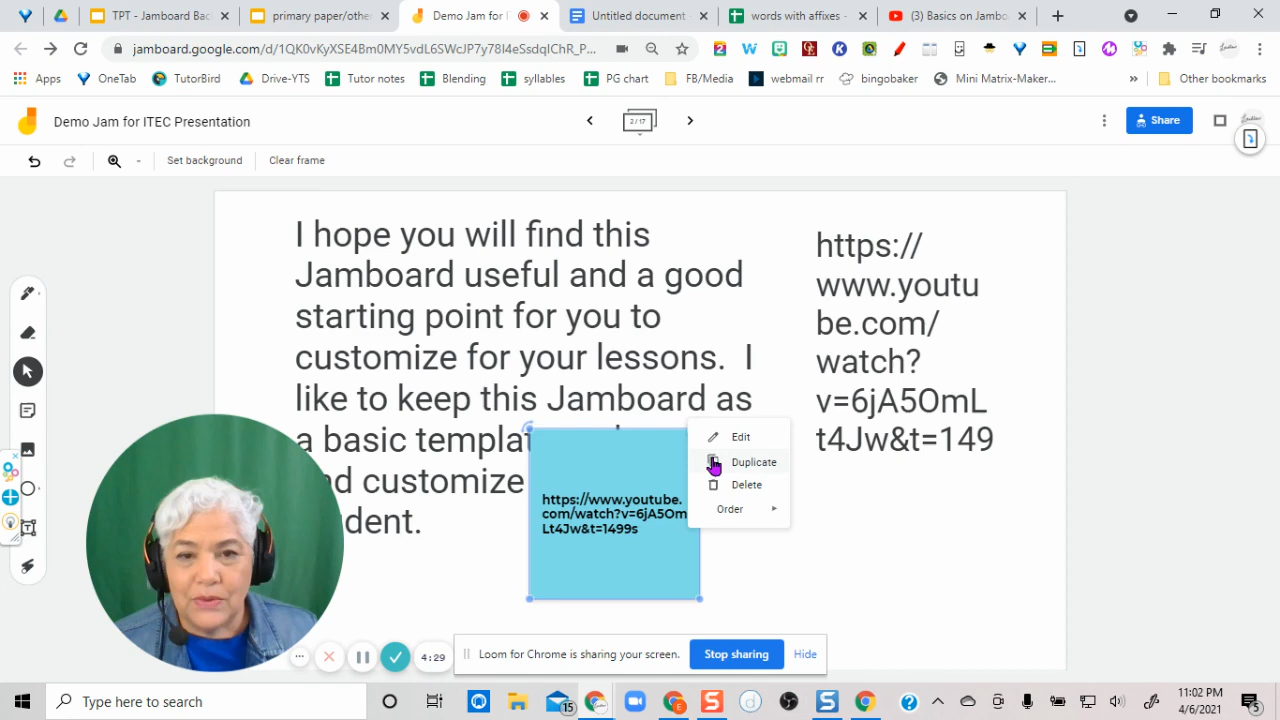 TPT - Jamboard Bac
primary paper/othe
Demo Jam for I
Untitled document -
words with affixes -
(3) Basics on Jambo
jamboard.google.com/d/1QK0vKyXSE4Bm0MY5vdL6SWcJP7y78I4eSsdqIChR_P...
Apps
OneTab
TutorBird
Drive-YTS
Tutor notes
Blending
syllables
PG chart
FB/Media
webmail rr
bingobaker
Mini Matrix-Maker...
»
Other bookmarks
Demo Jam for ITEC Presentation
2/17
Share
Set background
Clear frame
I hope you will find this
Jamboard useful and a good
starting point for you to
customize for your lessons. I
like to keep this Jamboard as
a basic templat
nd customize
dent.
https://
www.youtu
be.com/
watch?
v=6jA5OmL
t4Jw&t=149
https://www.youtube.
com/watch?v=6jA5Om
Lt4Jw&t=1499s
Edit
Duplicate
Delete
Order
4:29
Loom for Chrome is sharing your screen.
Stop sharing
Hide
Type here to search
15
E
11:02 PM
4/6/2021
5